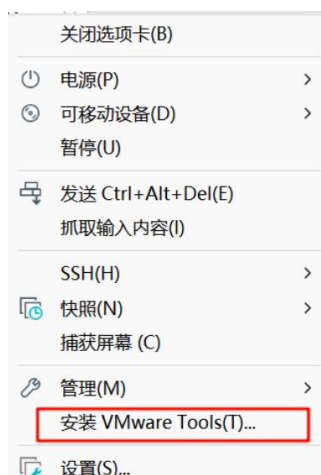 关闭选项卡(B)
电源(P)
可移动设备(D)
暂停(U)
发送 Ctrl+Alt+Del(E)
抓取输入内容(I)
SSH(H)
快照(N)
捕获屏幕 (C)
管理(M)
安装 VMware Tools(T)...
设置(S)...